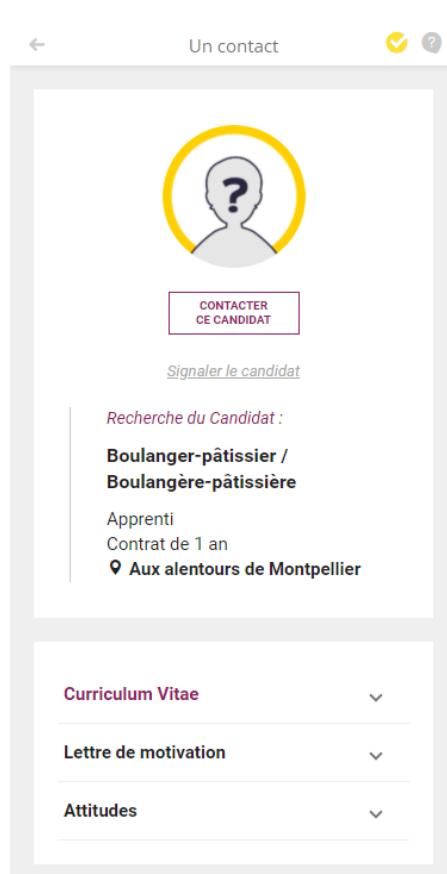 Un contact
?
?
CONTACTER
CE CANDIDAT
Signaler le candidat
Recherche du Candidat :
Boulanger-pâtissier /
Boulangère-pâtissière
Apprenti
Contrat de 1 an
Aux alentours de Montpellier
Curriculum Vitae
Lettre de motivation
Attitudes